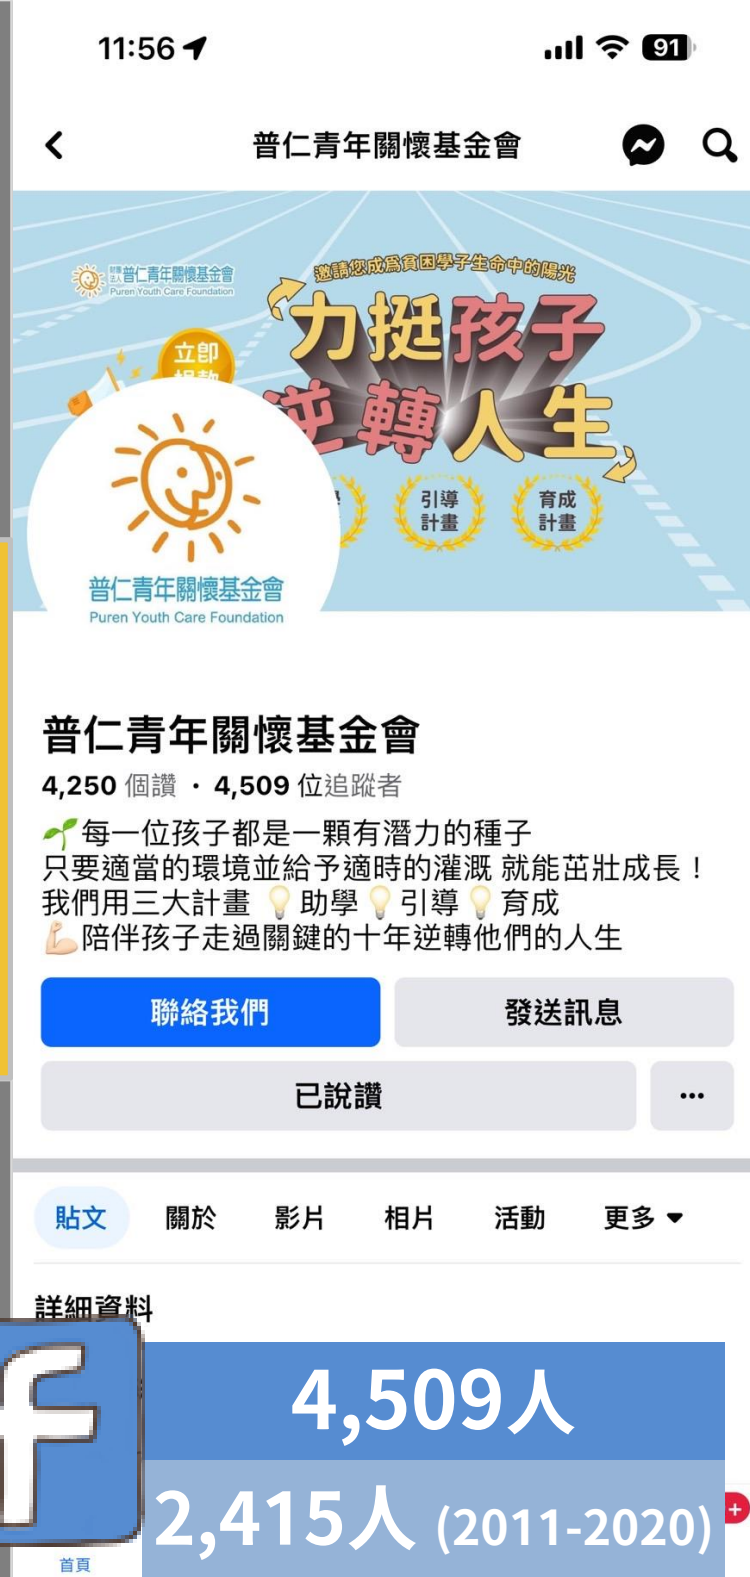 11:56
91
普仁青年關懷基金會
財團法人 普仁青年關懷基金會
Puren Youth Care Foundation
邀請您成為貧困學子生命中的陽光
力挺孩子
逆轉人生
立即
捐款
引導
計畫
育成
計畫
普仁青年關懷基金會
Puren Youth Care Foundation
普仁青年關懷基金會
4,250 個讚 · 4,509 位追蹤者
🌱每一位孩子都是一顆有潛力的種子
只要適當的環境並給予適時的灌溉 就能茁壯成長！
我們用三大計畫 💡助學💡引導💡育成
💪🏻陪伴孩子走過關鍵的十年逆轉他們的人生
聯絡我們
發送訊息
已說讚
貼文 關於 影片 相片 活動 更多
詳細資料
f
4,509人
2,415人 (2011-2020)
首頁